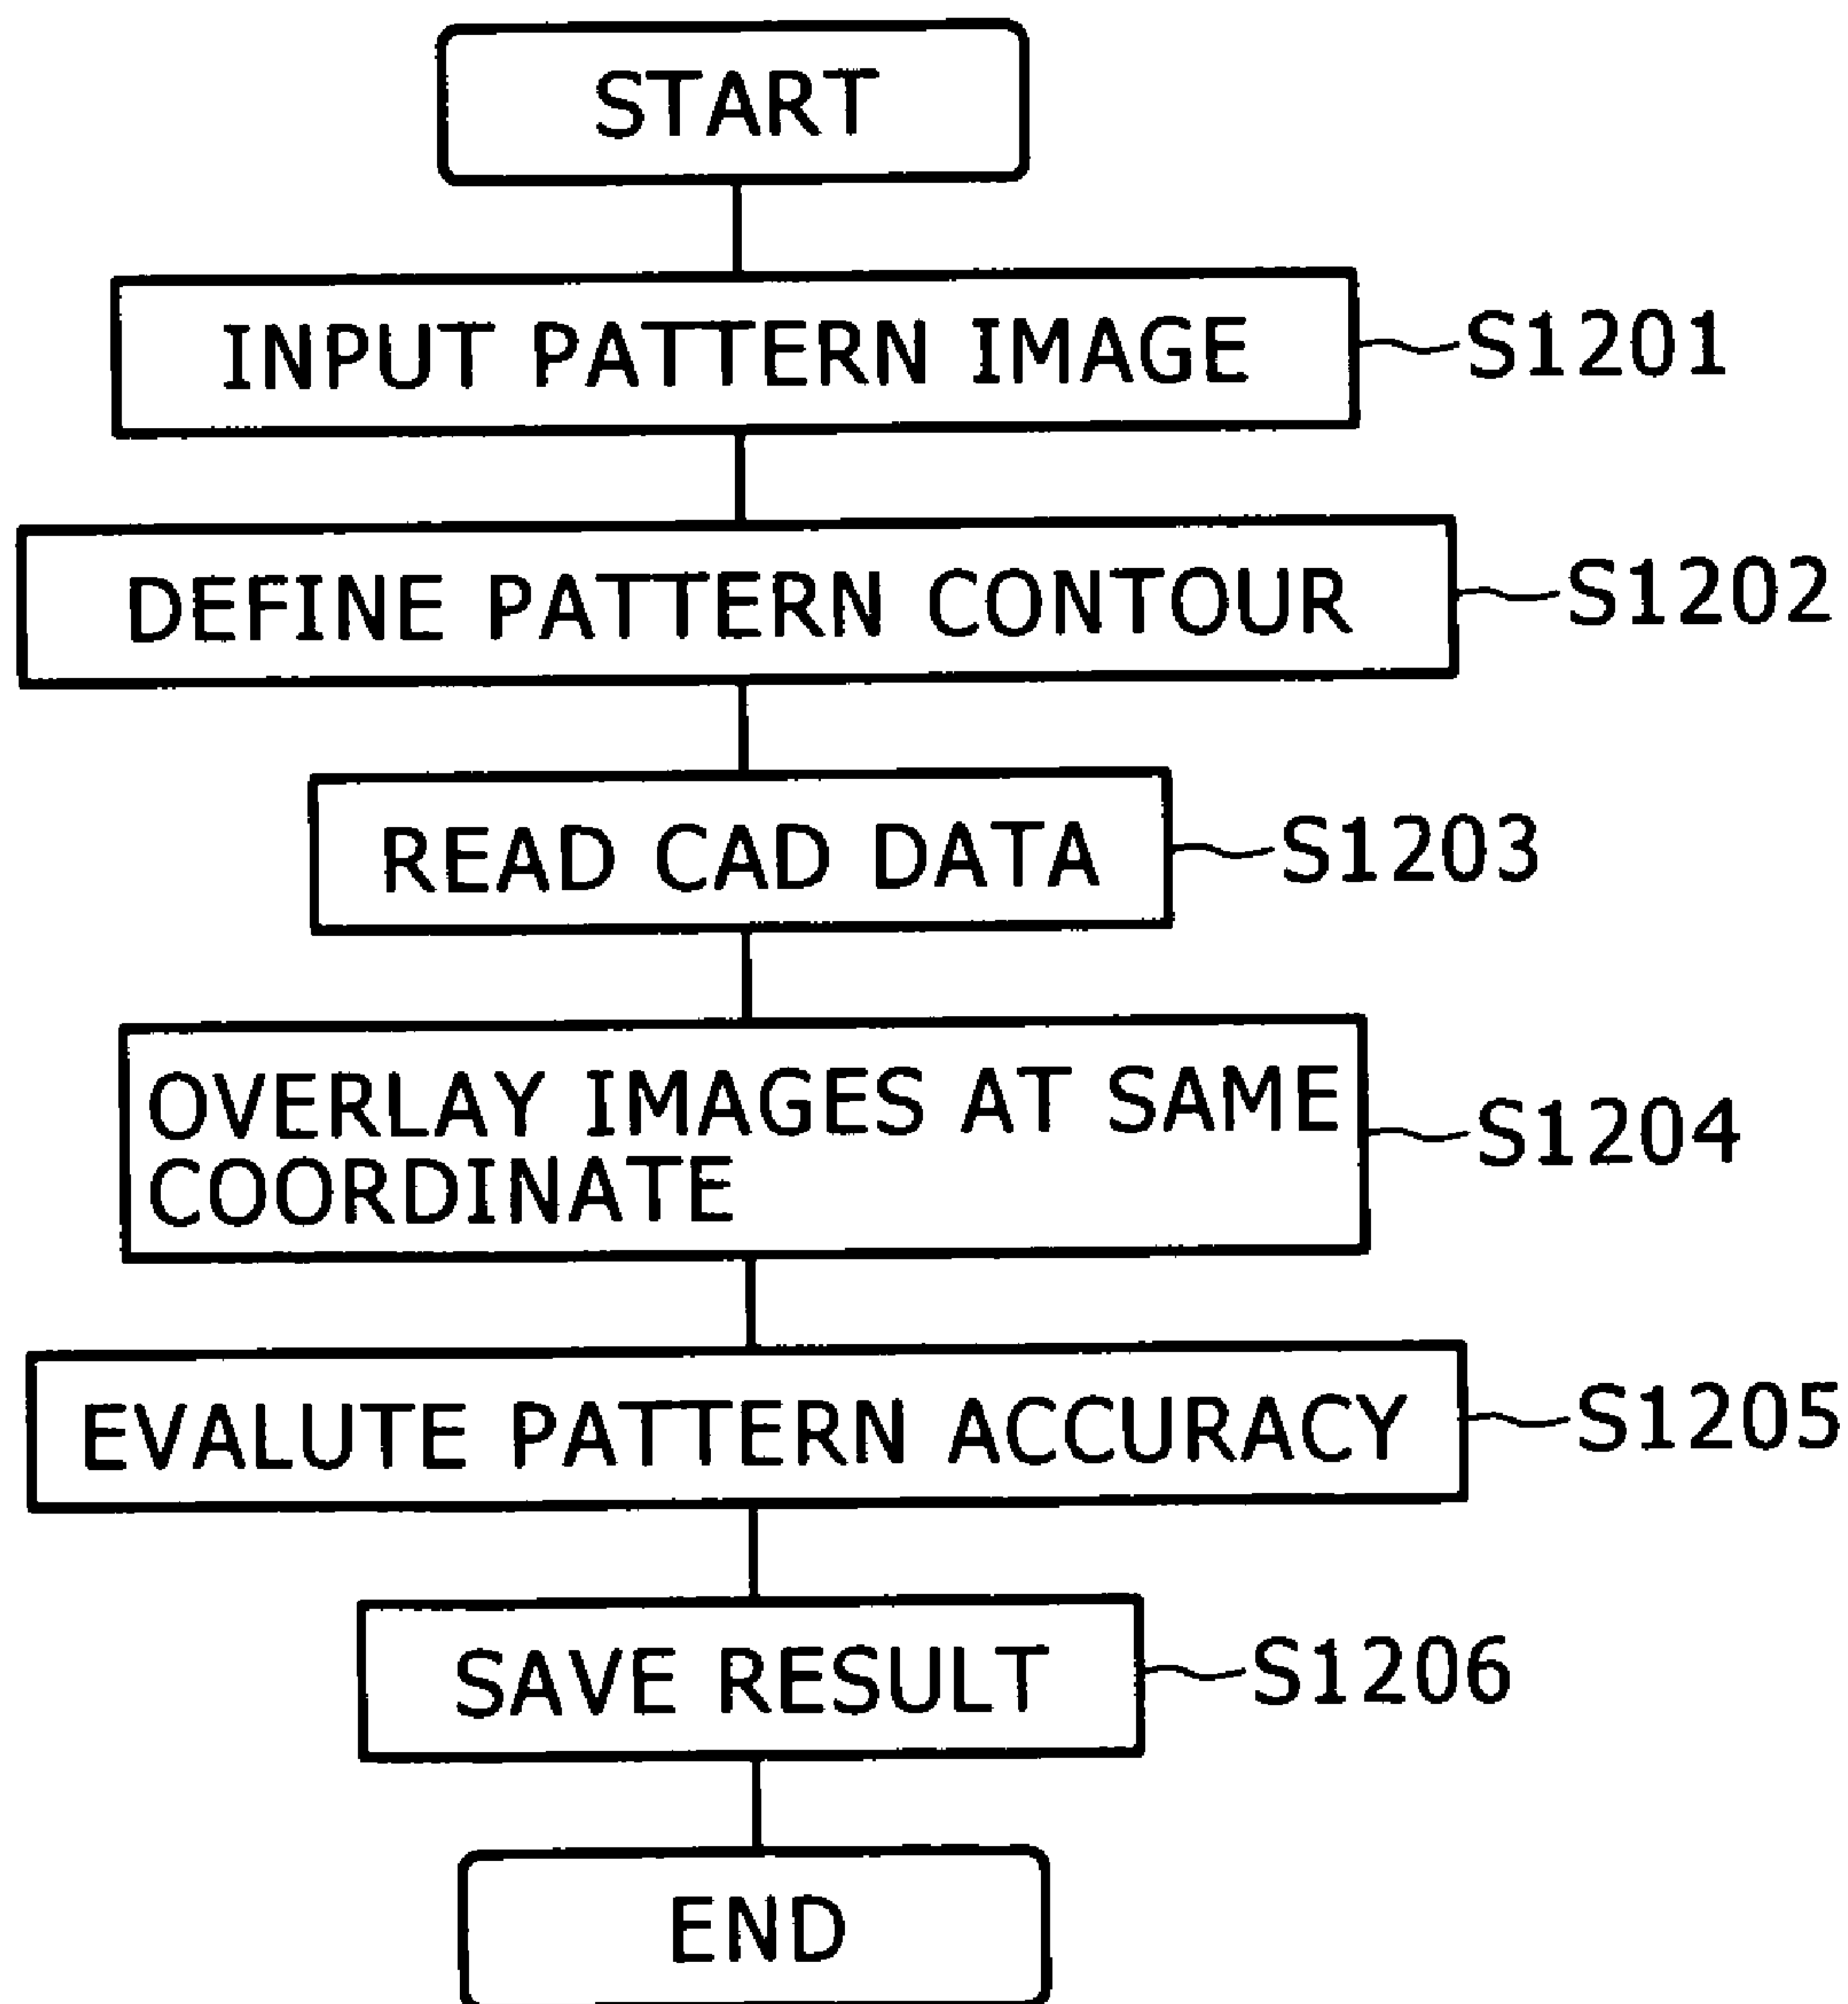 START
INPUT PATTERN IMAGE
S1201
DEFINE PATTERN CONTOUR
S1202
READ CAD DATA
S1203
OVERLAY IMAGES AT SAME
COORDINATE
S1204
EVALUTE PATTERN ACCURACY
S1205
SAVE RESULT
S1206
END